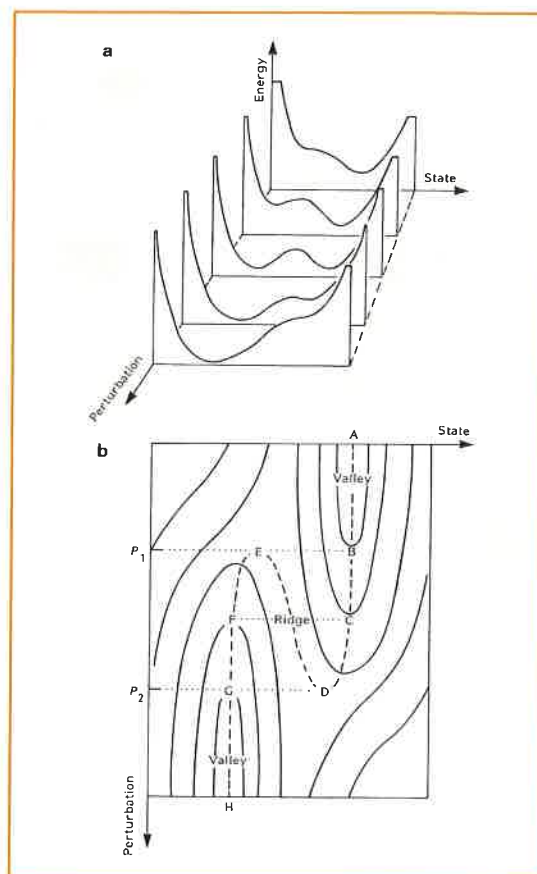 a
Energy
State
Perturbation
b
State
A
Valley
P1
E
B
F
Ridge
C
P2
G
D
Valley
H
Perturbation